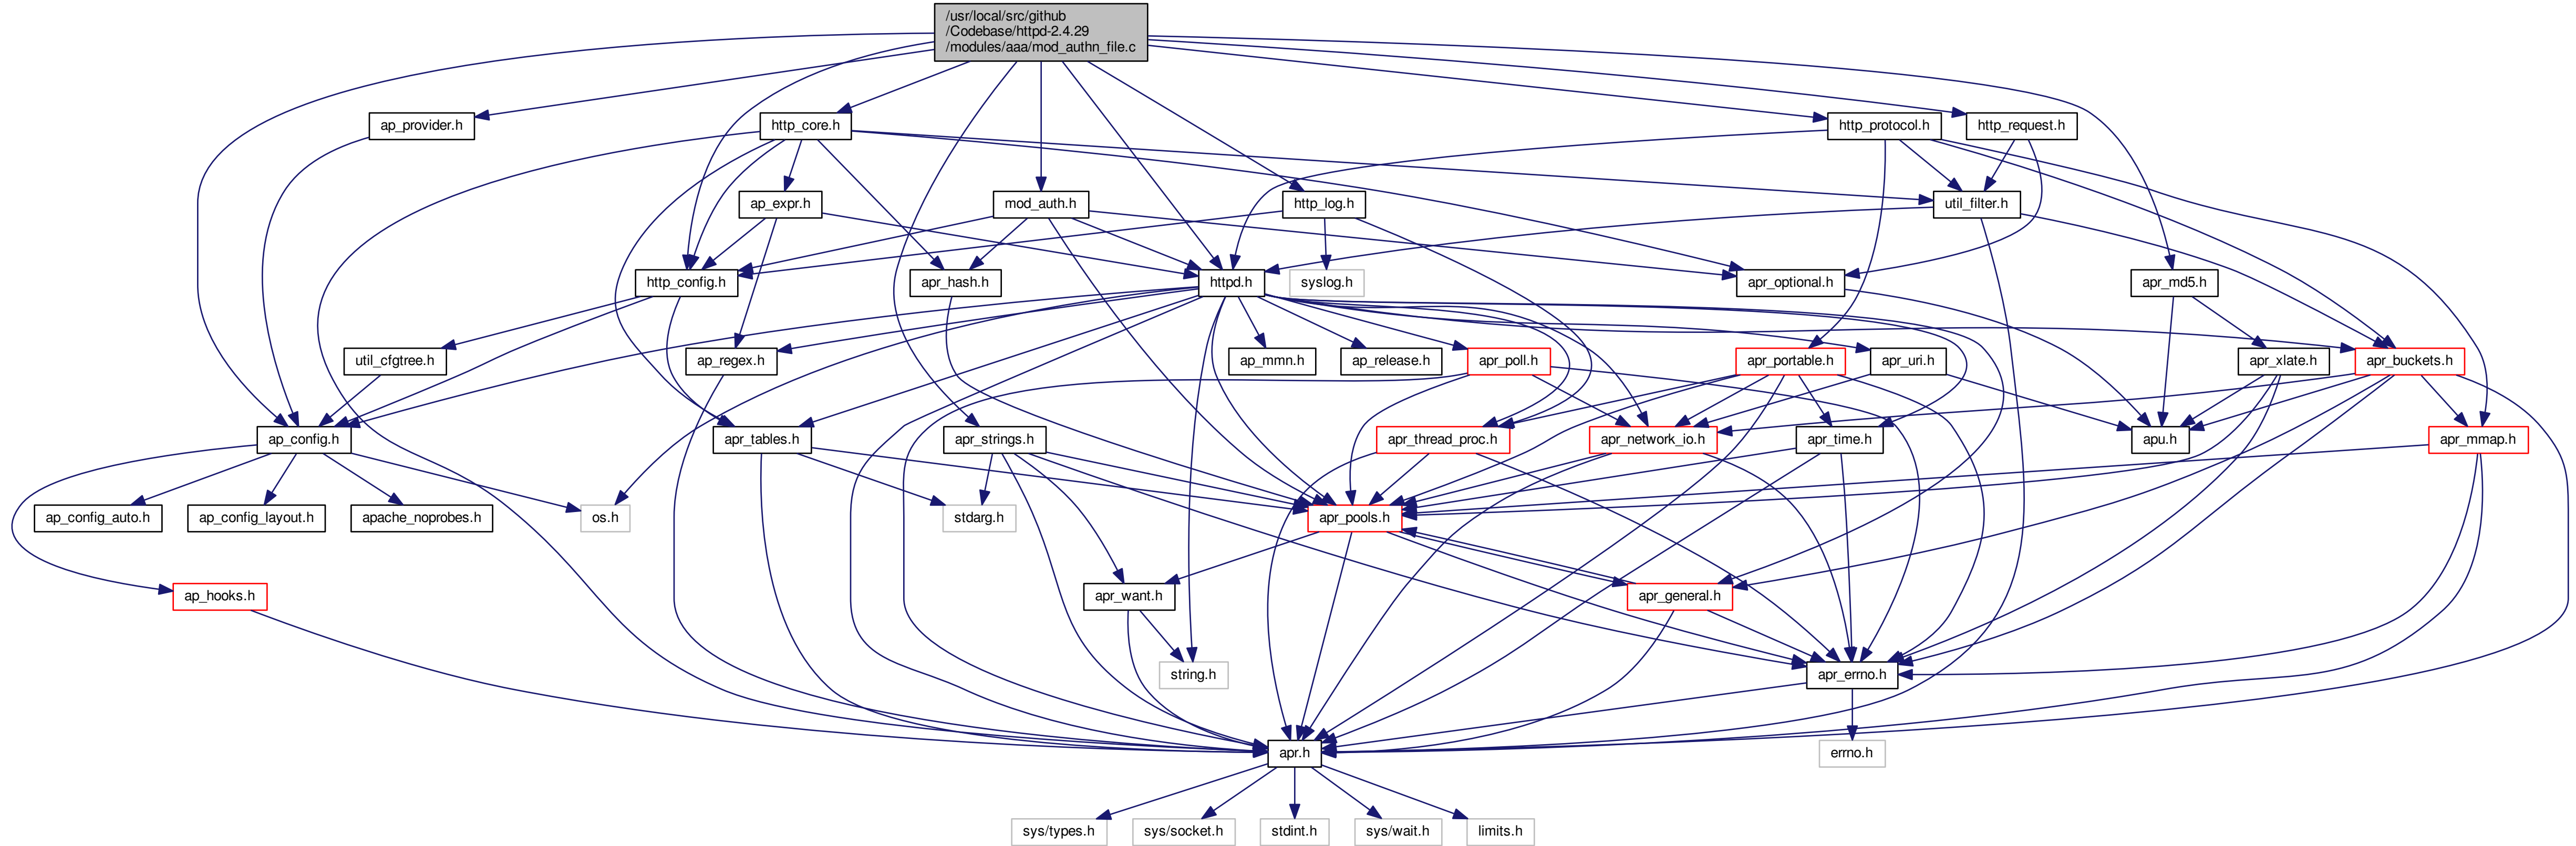 /usr/local/src/github
/Codebase/httpd-2.4.29
/modules/aaa/mod_authn_file.c
ap_provider.h
http_core.h
http_protocol.h
http_request.h
ap_expr.h
mod_auth.h
http_log.h
util_filter.h
http_config.h
apr_hash.h
httpd.h
syslog.h
apr_optional.h
apr_md5.h
util_cfgtree.h
ap_regex.h
ap_mmn.h
ap_release.h
apr_poll.h
apr_portable.h
apr_uri.h
apr_xlate.h
apr_buckets.h
ap_config.h
apr_tables.h
apr_strings.h
apr_thread_proc.h
apr_network_io.h
apr_time.h
apu.h
apr_mmap.h
ap_config_auto.h
ap_config_layout.h
apache_noprobes.h
os.h
stdarg.h
apr_pools.h
ap_hooks.h
apr_want.h
apr_general.h
string.h
apr_errno.h
apr.h
errno.h
sys/types.h
sys/socket.h
stdint.h
sys/wait.h
limits.h